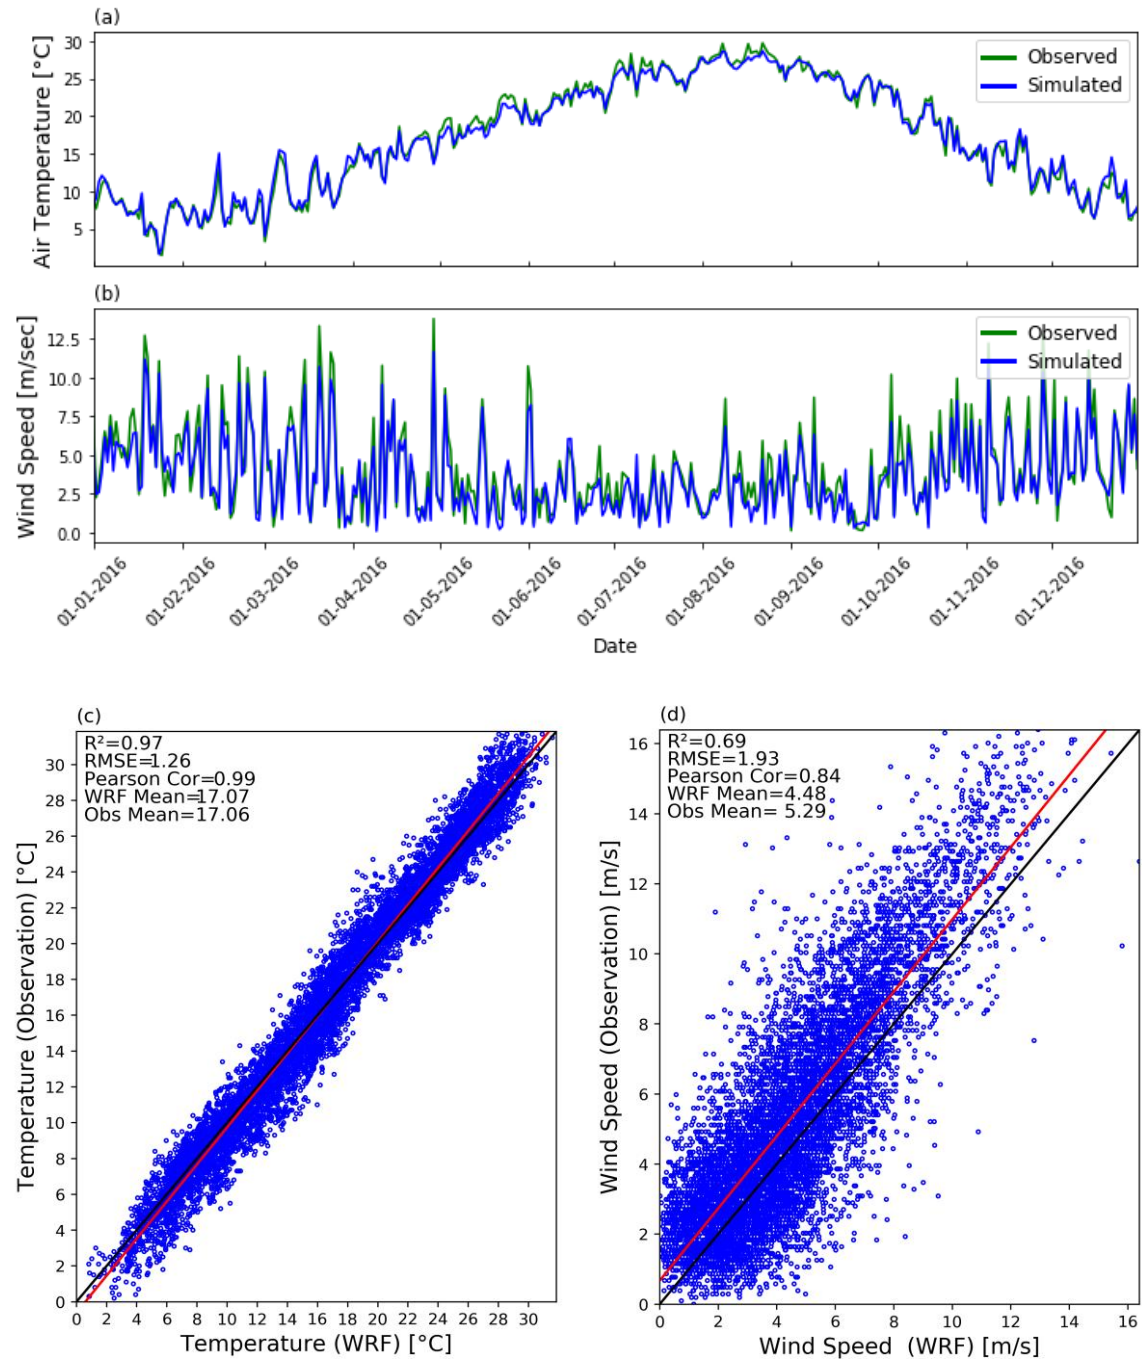 (a)
Air Temperature [°C]
30
25
20
15
10
5
Observed
Simulated
(b)
Wind Speed [m/sec]
12.5
10.0
7.5
5.0
2.5
0.0
Observed
Simulated
01-01-2016
01-02-2016
01-03-2016
01-04-2016
01-05-2016
01-06-2016
01-07-2016
01-08-2016
01-09-2016
01-10-2016
01-11-2016
01-12-2016
Date
(c)
R²=0.97
RMSE=1.26
Pearson Cor=0.99
WRF Mean=17.07
Obs Mean=17.06
Temperature (Observation) [°C]
30
28
26
24
22
20
18
16
14
12
10
8
6
4
2
0
0 2 4 6 8 10 12 14 16 18 20 22 24 26 28 30
Temperature (WRF) [°C]
(d)
R²=0.69
RMSE=1.93
Pearson Cor=0.84
WRF Mean=4.48
Obs Mean= 5.29
Wind Speed (Observation) [m/s]
16
14
12
10
8
6
4
2
0
0 2 4 6 8 10 12 14 16
Wind Speed (WRF) [m/s]